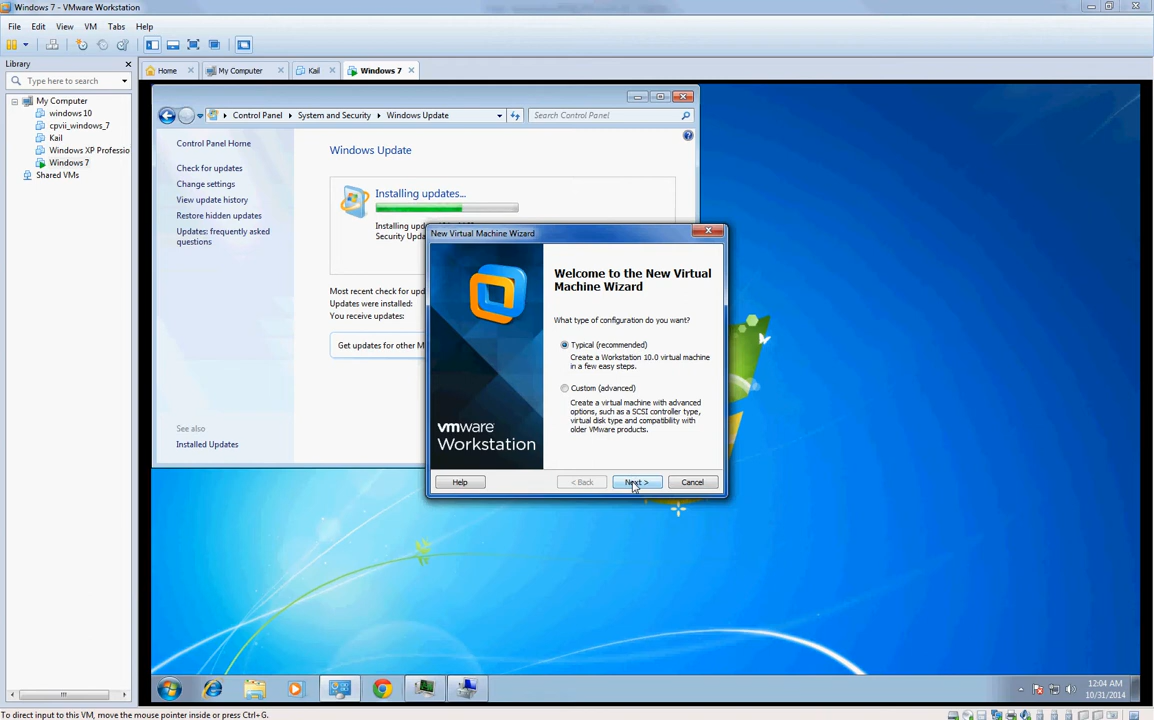 Windows 7 - VMware Workstation
File Edit View VM Tabs Help
Library
Type here to search
My Computer
windows 10
cpvii_windows_7
Kail
Windows XP Professio
Windows 7
Shared VMs
Home
My Computer
Kail
Windows 7
Control Panel
System and Security
Windows Update
Search Control Panel
Control Panel Home
Check for updates
Change settings
View update history
Restore hidden updates
Updates: frequently asked
questions
See also
Installed Updates
Windows Update
Installing updates...
Security Upda
Most recent check for upd
Updates were installed:
You receive updates:
Get updates for other M
New Virtual Machine Wizard
Welcome to the New Virtual
Machine Wizard
What type of configuration do you want?
Typical (recommended)
Create a Workstation 10.0 virtual machine
in a few easy steps.
Custom (advanced)
Create a virtual machine with advanced
options, such as a SCSI controller type,
virtual disk type and compatibility with
older VMware products.
vmware
Workstation
Help
< Back
Next >
Cancel
12:04 AM
10/31/2014
To direct input to this VM, move the mouse pointer inside or press Ctrl+G.